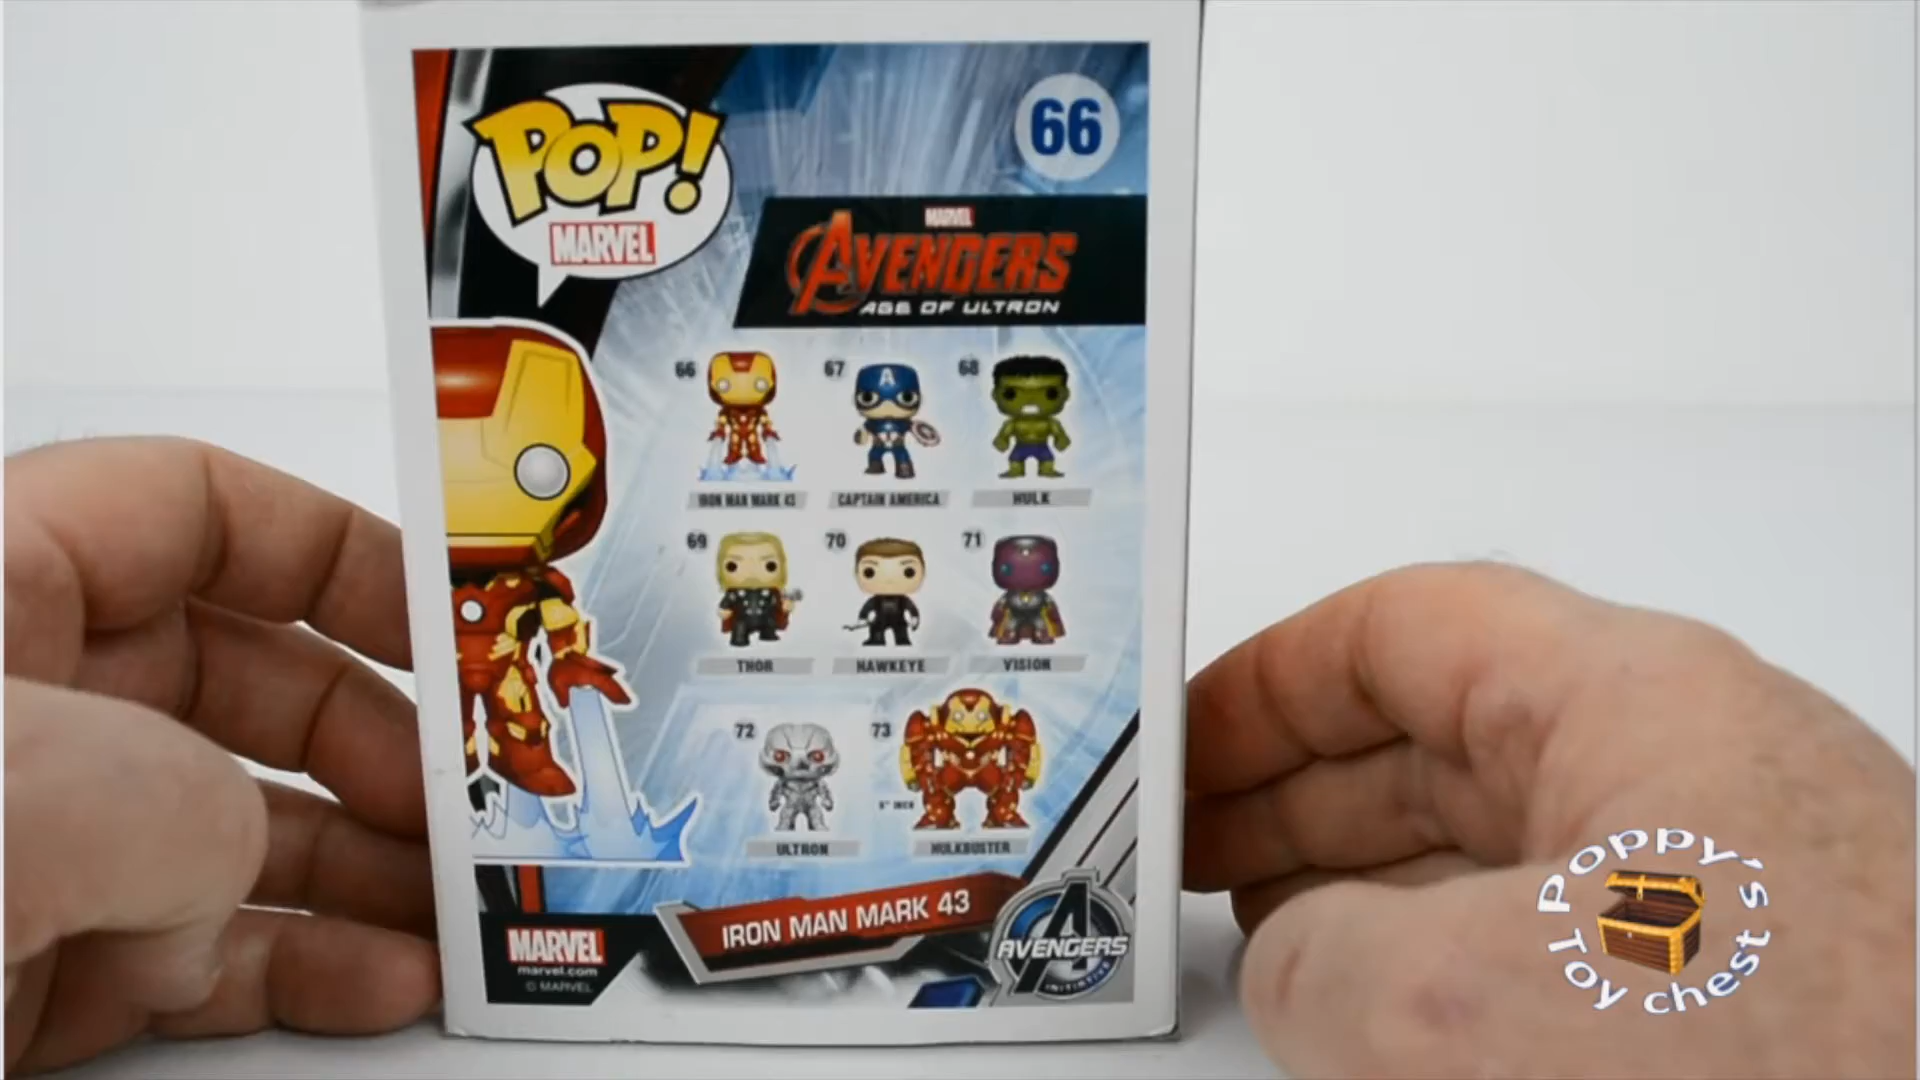 POP!
MARVEL
66
MARVEL
AVENGERS
AGE OF ULTRON
66
67
68
IRON MAN MARK 43
CAPTAIN AMERICA
HULK
69
70
71
THOR
HAWKEYE
VISION
72
73
6" INCH
ULTRON
HULKBUSTER
IRON MAN MARK 43
MARVEL
marvel.com
© MARVEL
A
AVENGERS
INITIATIVE
Poppy's
Toy chest